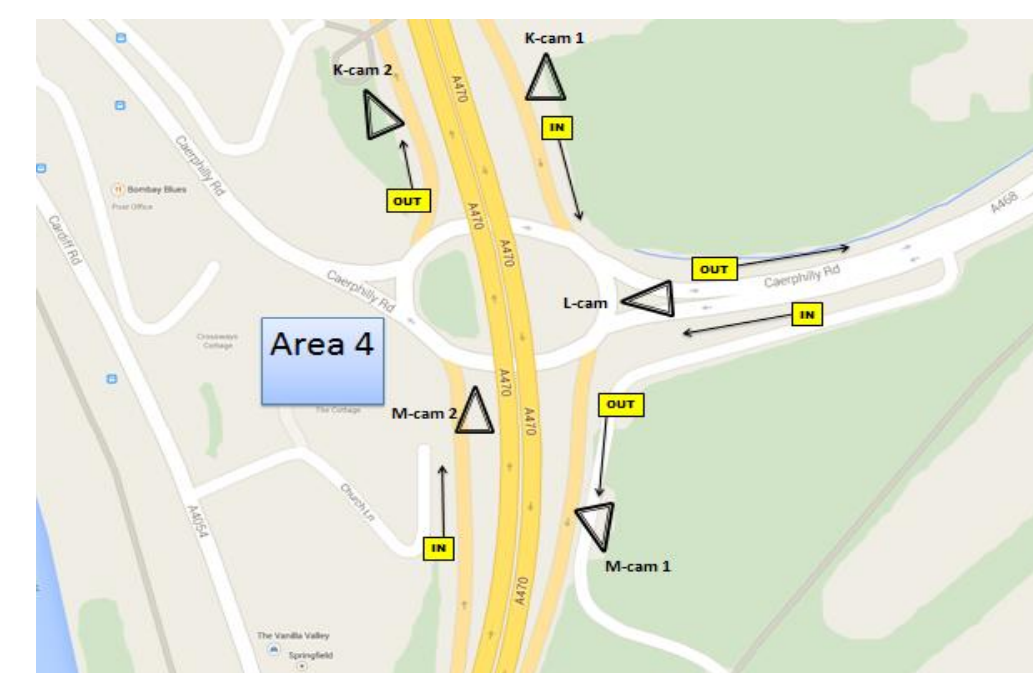 K-cam 1
K-cam 2
A470
A470
IN
Caerphilly Rd
Bombay Blues
Post Office
OUT
A470
A470
A468
Cardiff Rd
OUT
Caerphilly Rd
Caerphilly Rd
L-cam
IN
Area 4
Crossways
Cottage
A470
OUT
The Cottage
M-cam 2
A470
Church Ln
A4054
IN
M-cam 1
A470
The Vanilla Valley
Springfield